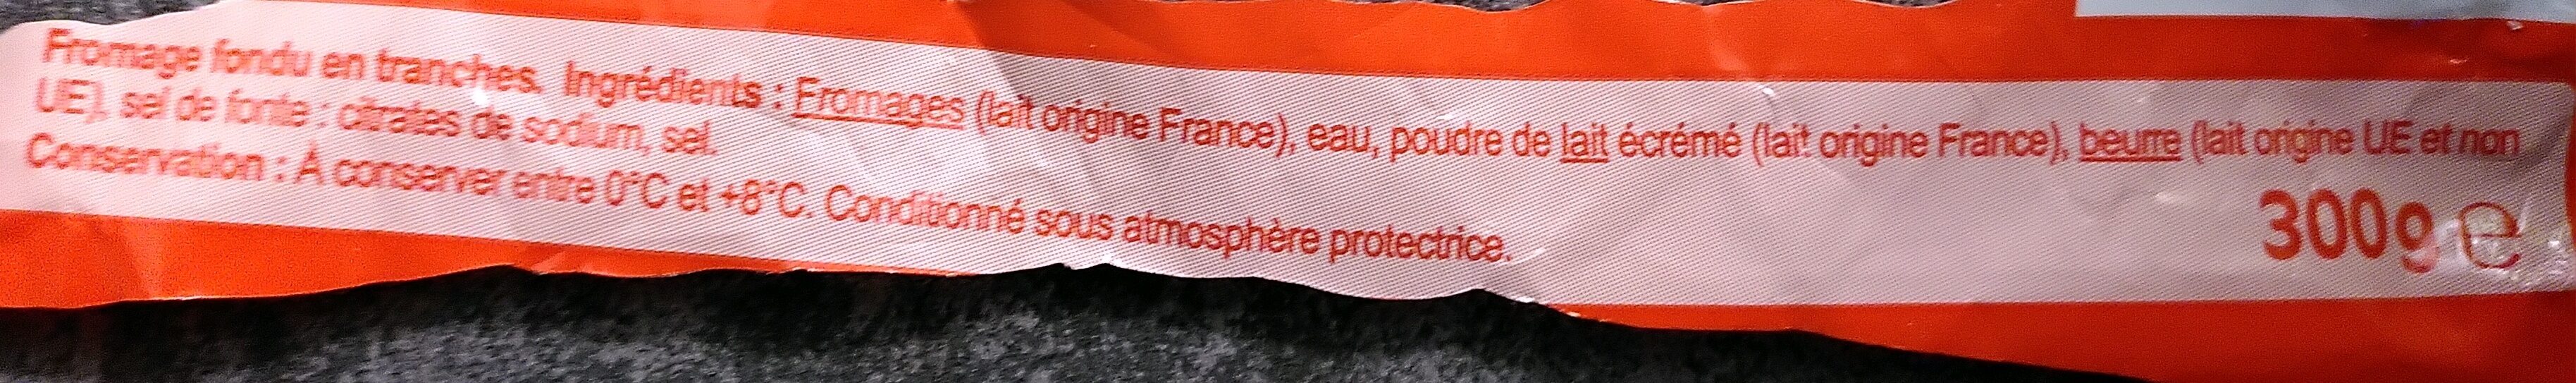 Fromage fondu en tranches. Ingrédients : Fromages (lait origine France), eau, poudre de lait écrémé (lait origine France), beurre (lait origine UE et non
UE), sel de fonte : citrates de sodium, sel.
Conservation : À conserver entre 0°C et +8°C. Conditionné sous atmosphère protectrice.
300g e